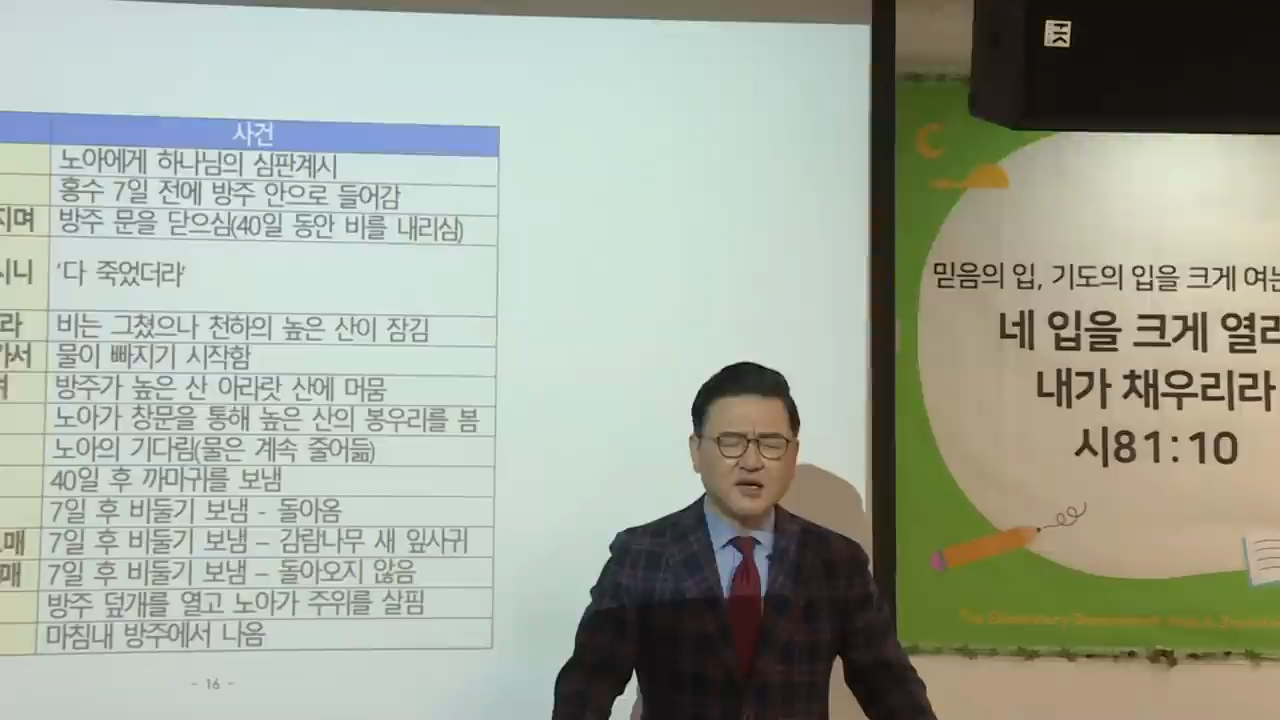 사건
노아에게 하나님의 심판계시
홍수 7일 전에 방주 안으로 들어감
지며 방주 문을 닫으심(40일 동안 비를 내리심)
시니 '다 죽었더라'
라 비는 그쳤으나 천하의 높은 산이 잠김
가서 물이 빠지기 시작함
방주가 높은 산 아라랏 산에 머뭄
노아가 창문을 통해 높은 산의 봉우리를 봄
노아의 기다림(물은 계속 줄어듦)
40일 후 까마귀를 보냄
7일 후 비둘기 보냄 - 돌아옴
매 7일 후 비둘기 보냄 – 감람나무 새 잎사귀
매 7일 후 비둘기 보냄 – 돌아오지 않음
방주 덮개를 열고 노아가 주위를 살핌
마침내 방주에서 나옴
- 16 -
믿음의 입, 기도의 입을 크게 여는
네 입을 크게 열라
내가 채우리라
시81:10
The Elementary Department